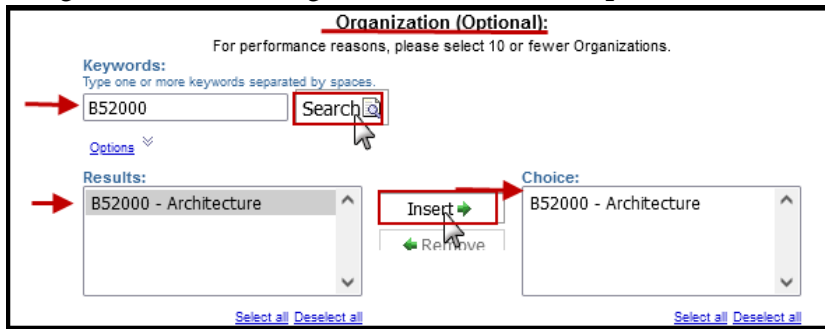 Organization (Optional):
For performance reasons, please select 10 or fewer Organizations.
Keywords:
Type one or more keywords separated by spaces.
B52000 Search
Options
Results: Choice:
B52000 - Architecture Insert B52000 - Architecture
Remove
Select all Deselect all Select all Deselect all